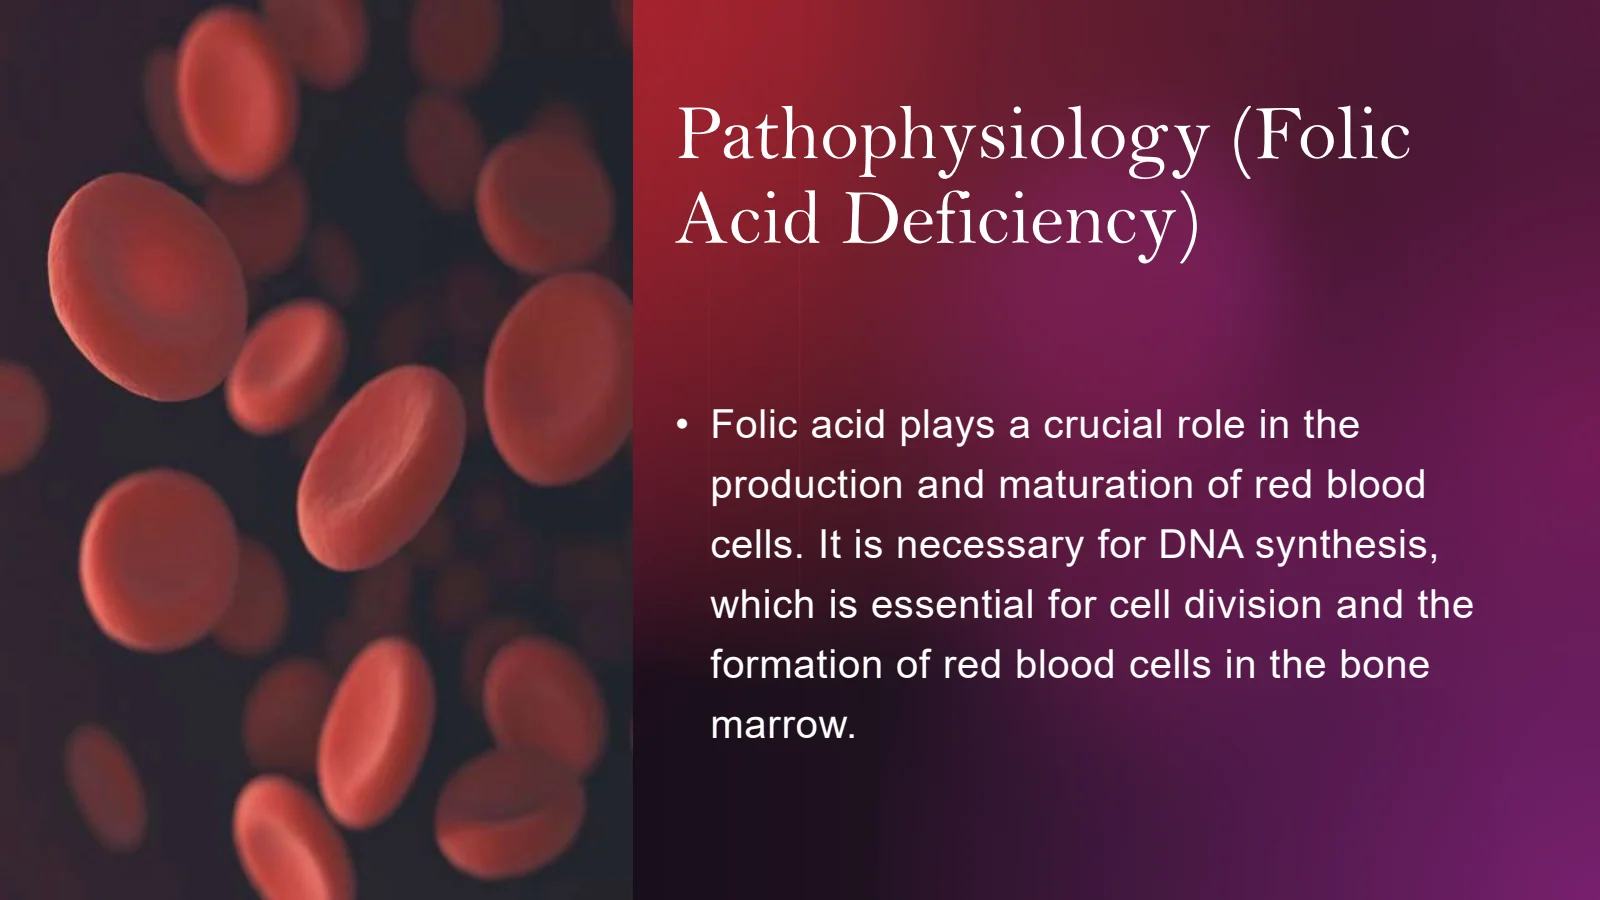 Pathophysiology (Folic
Acid Deficiency)
• Folic acid plays a crucial role in the
production and maturation of red blood
cells. It is necessary for DNA synthesis,
which is essential for cell division and the
formation of red blood cells in the bone
marrow.